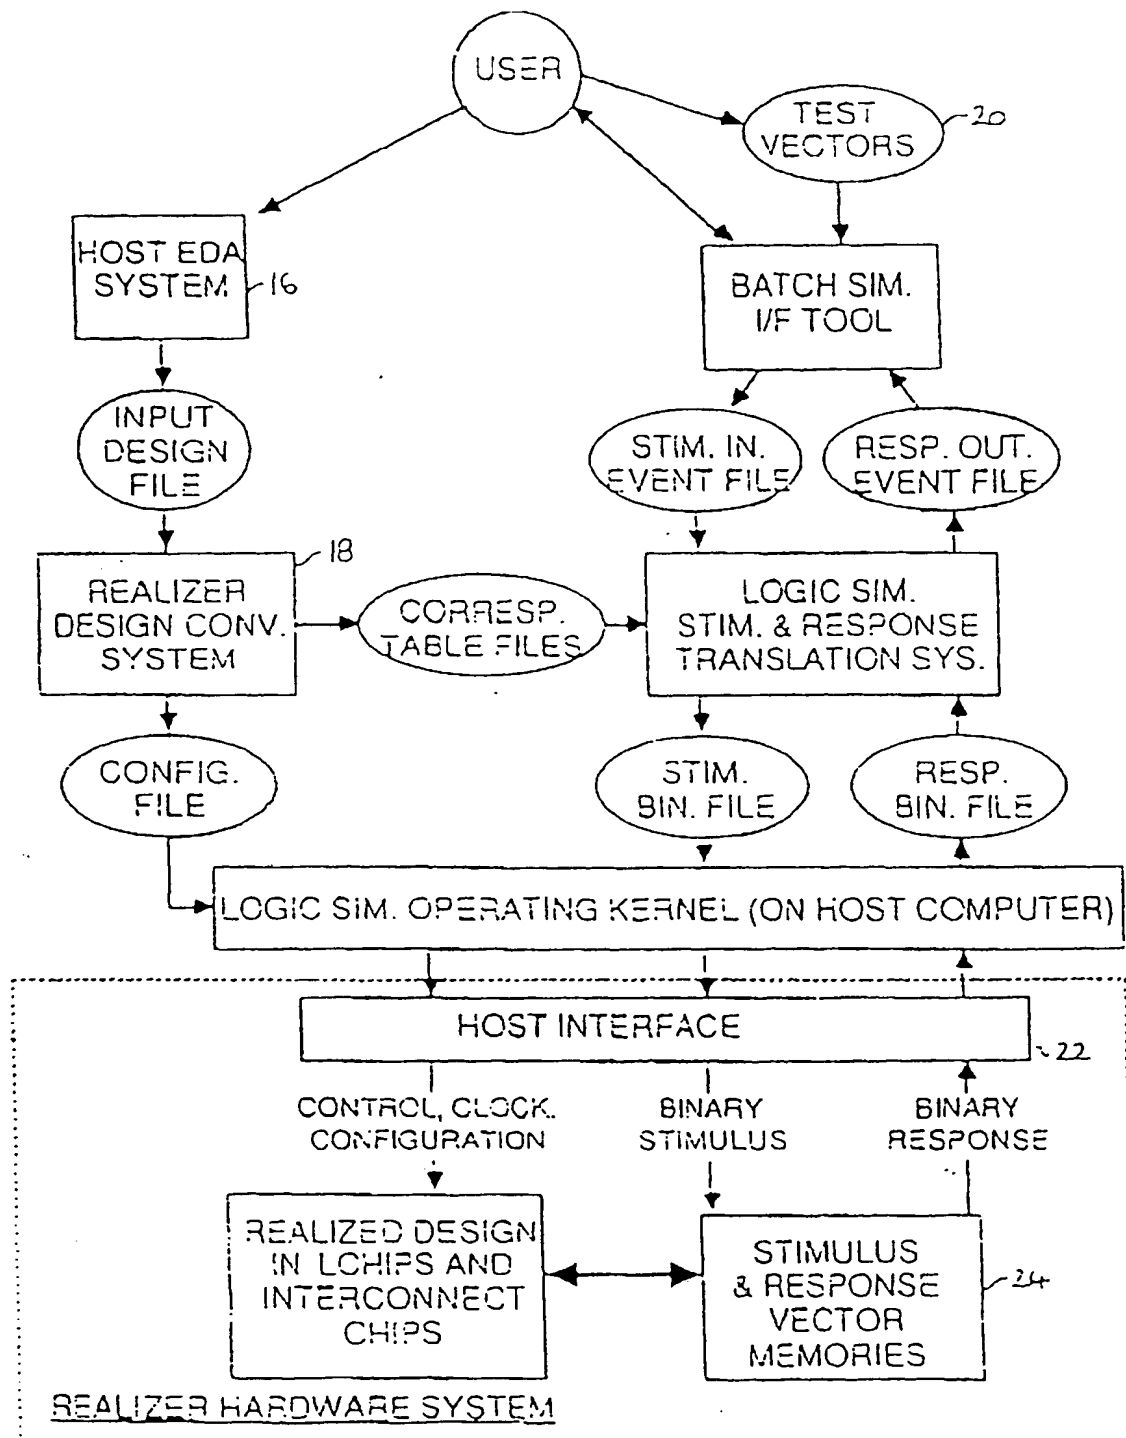 USER
TEST
VECTORS
20
HOST EDA
SYSTEM
16
BATCH SIM.
I/F TOOL
INPUT
DESIGN
FILE
STIM. IN.
EVENT FILE
RESP. OUT.
EVENT FILE
18
REALIZER
DESIGN CONV.
SYSTEM
CORRESP.
TABLE FILES
LOGIC SIM.
STIM. & RESPONSE
TRANSLATION SYS.
CONFIG.
FILE
STIM.
BIN. FILE
RESP.
BIN. FILE
LOGIC SIM. OPERATING KERNEL (ON HOST COMPUTER)
HOST INTERFACE
22
CONTROL, CLOCK.
CONFIGURATION
BINARY
STIMULUS
BINARY
RESPONSE
REALIZED DESIGN
IN LCHIPS AND
INTERCONNECT
CHIPS
STIMULUS
& RESPONSE
VECTOR
MEMORIES
24
REALIZER HARDWARE SYSTEM